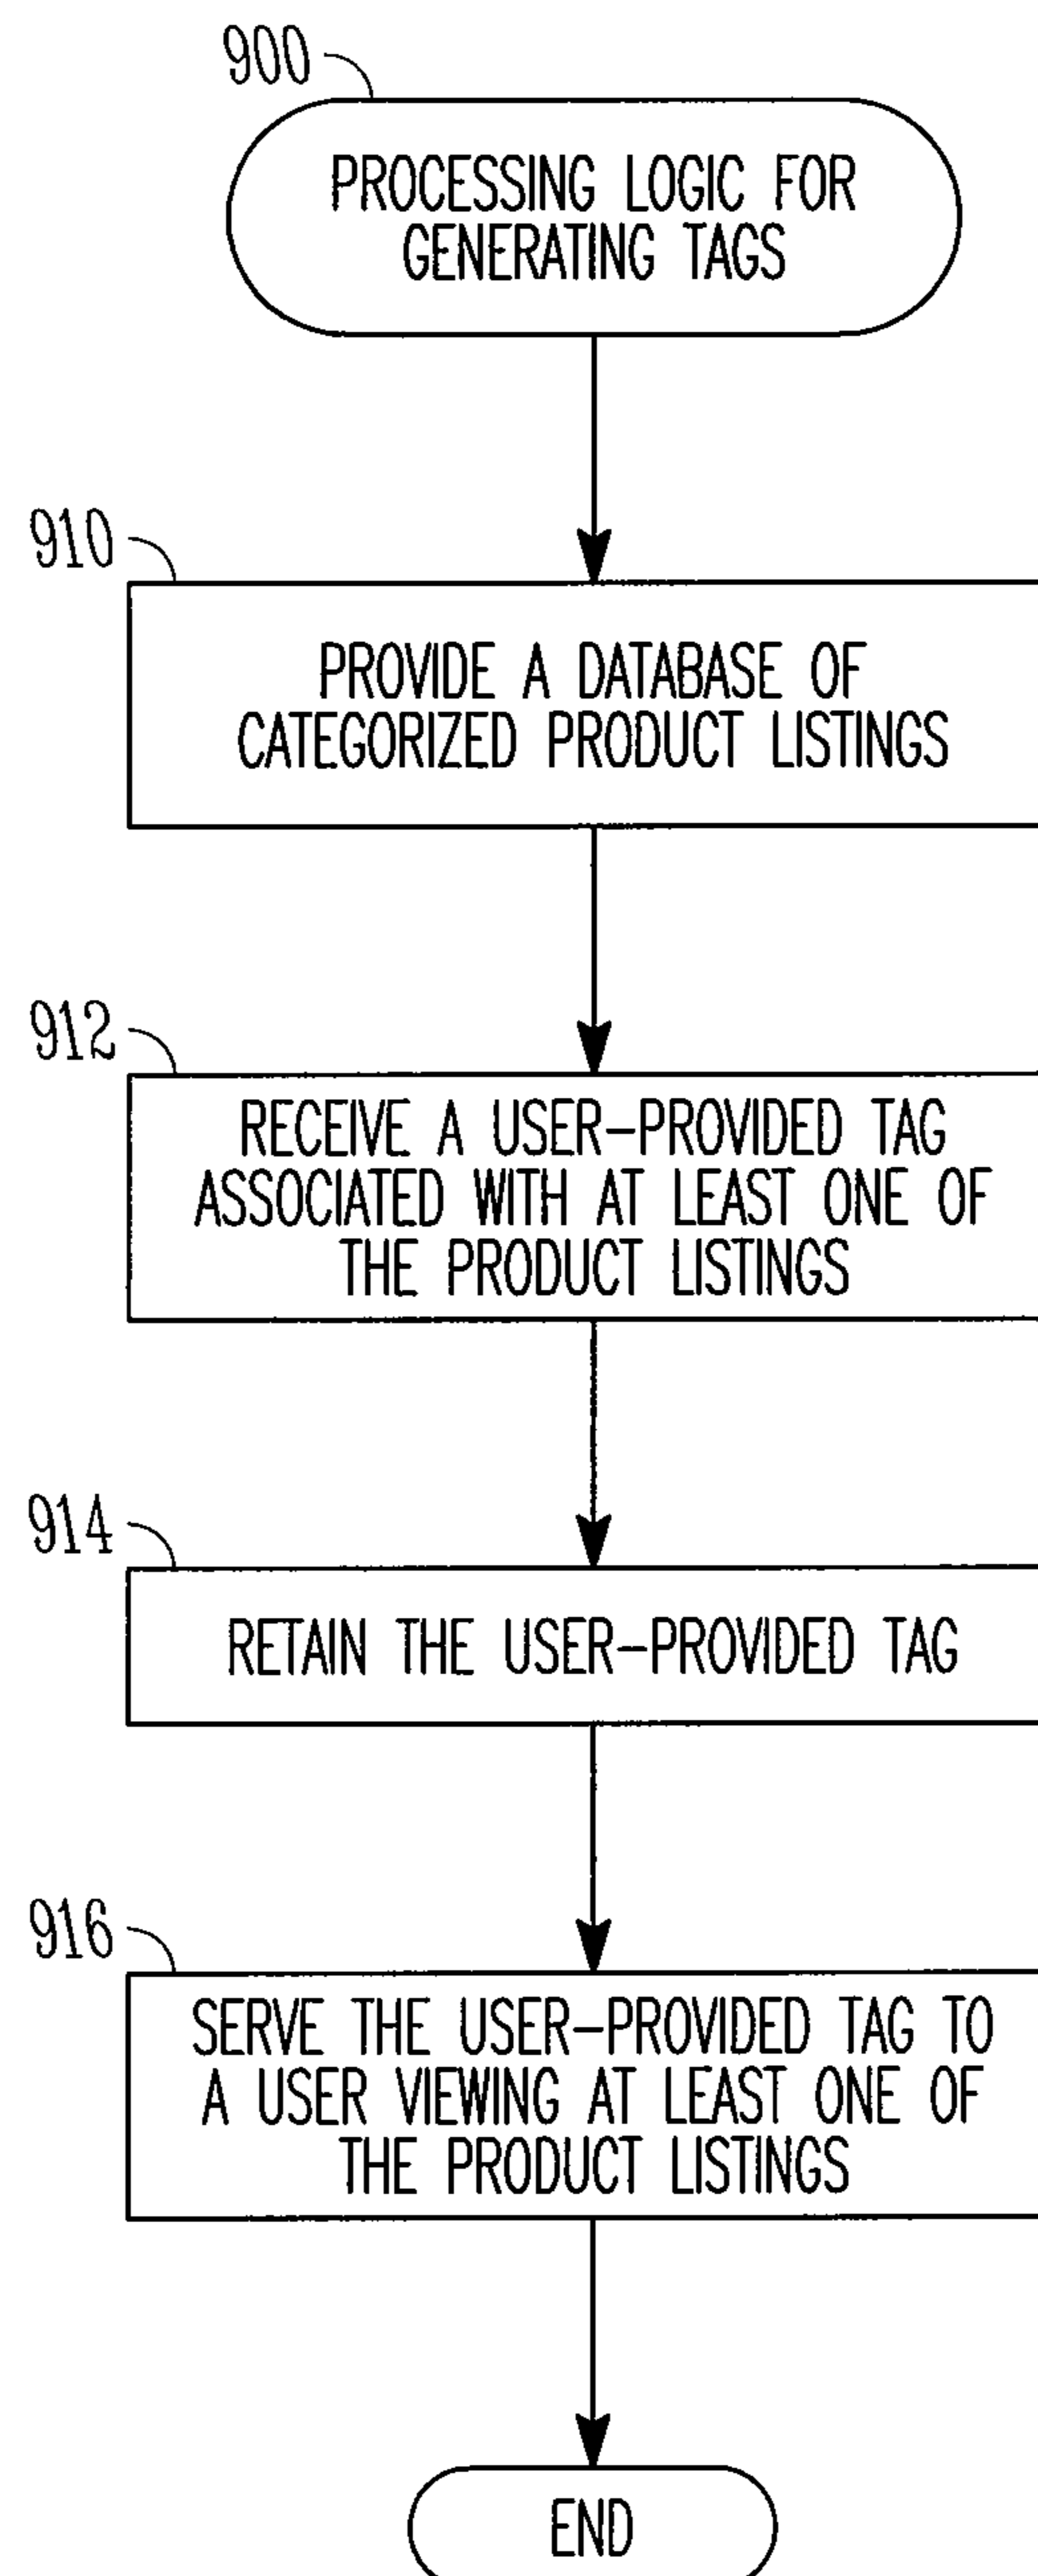 900
PROCESSING LOGIC FOR
GENERATING TAGS
910
PROVIDE A DATABASE OF
CATEGORIZED PRODUCT LISTINGS
912
RECEIVE A USER-PROVIDED TAG
ASSOCIATED WITH AT LEAST ONE OF
THE PRODUCT LISTINGS
914
RETAIN THE USER-PROVIDED TAG
916
SERVE THE USER-PROVIDED TAG TO
A USER VIEWING AT LEAST ONE OF
THE PRODUCT LISTINGS
END